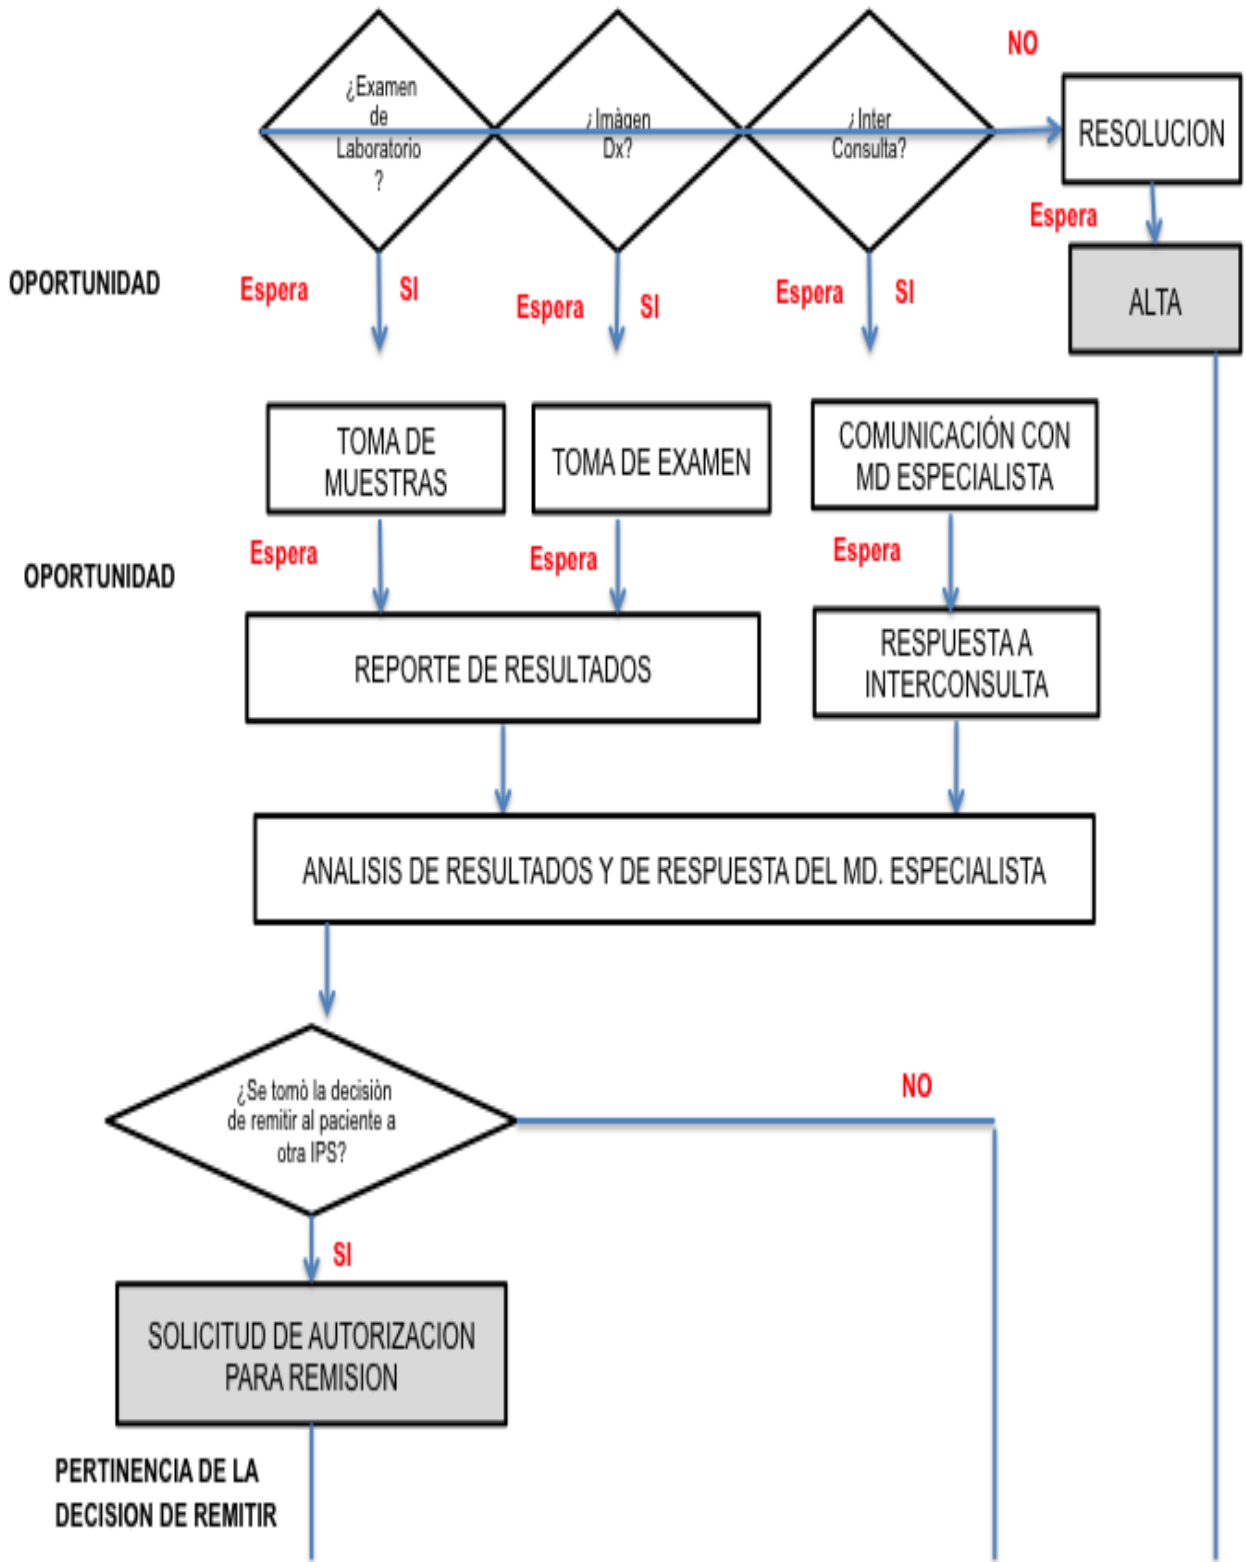 NO
¿Examen
de
Laboratorio
?
¿Imàgen
Dx?
¿Inter
Consulta?
RESOLUCION
Espera
ALTA
OPORTUNIDAD
Espera
SI
Espera
SI
Espera
SI
TOMA DE
MUESTRAS
TOMA DE EXAMEN
COMUNICACIÓN CON
MD ESPECIALISTA
OPORTUNIDAD
Espera
Espera
Espera
REPORTE DE RESULTADOS
RESPUESTA A
INTERCONSULTA
ANALISIS DE RESULTADOS Y DE RESPUESTA DEL MD. ESPECIALISTA
¿Se tomò la decisiòn
de remitir al paciente a
otra IPS?
NO
SI
SOLICITUD DE AUTORIZACION
PARA REMISION
PERTINENCIA DE LA
DECISION DE REMITIR